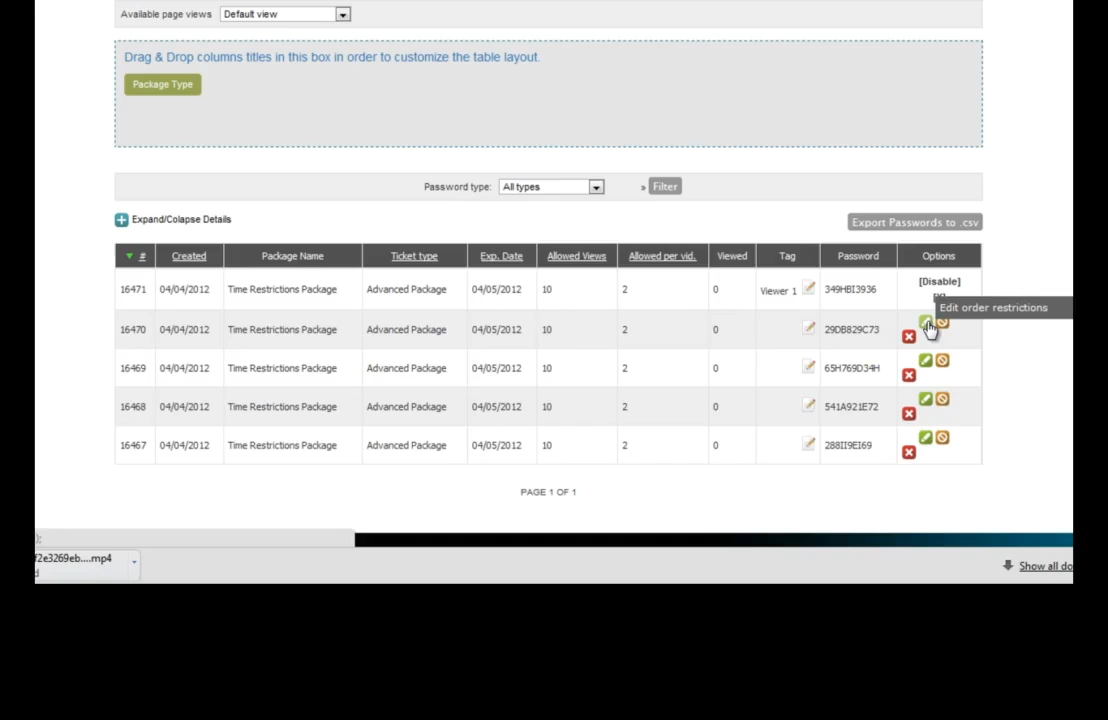 Available page views Default view
Drag & Drop columns titles in this box in order to customize the table layout.
Package Type
Password type: All types » Filter
Expand/Colapse Details
Export Passwords to .csv
# Created Package Name Ticket type Exp. Date Allowed Views Allowed per vid. Viewed Tag Password Options
16471 04/04/2012 Time Restrictions Package Advanced Package 04/05/2012 10 2 0 Viewer 1 349HBI3936 [Disable]
Edit order restrictions
16470 04/04/2012 Time Restrictions Package Advanced Package 04/05/2012 10 2 0 29DB829C73
16469 04/04/2012 Time Restrictions Package Advanced Package 04/05/2012 10 2 0 65H769D34H
16468 04/04/2012 Time Restrictions Package Advanced Package 04/05/2012 10 2 0 541A921E72
16467 04/04/2012 Time Restrictions Package Advanced Package 04/05/2012 10 2 0 288II9EI69
PAGE 1 OF 1
);
f2e3269eb....mp4
d
Show all do